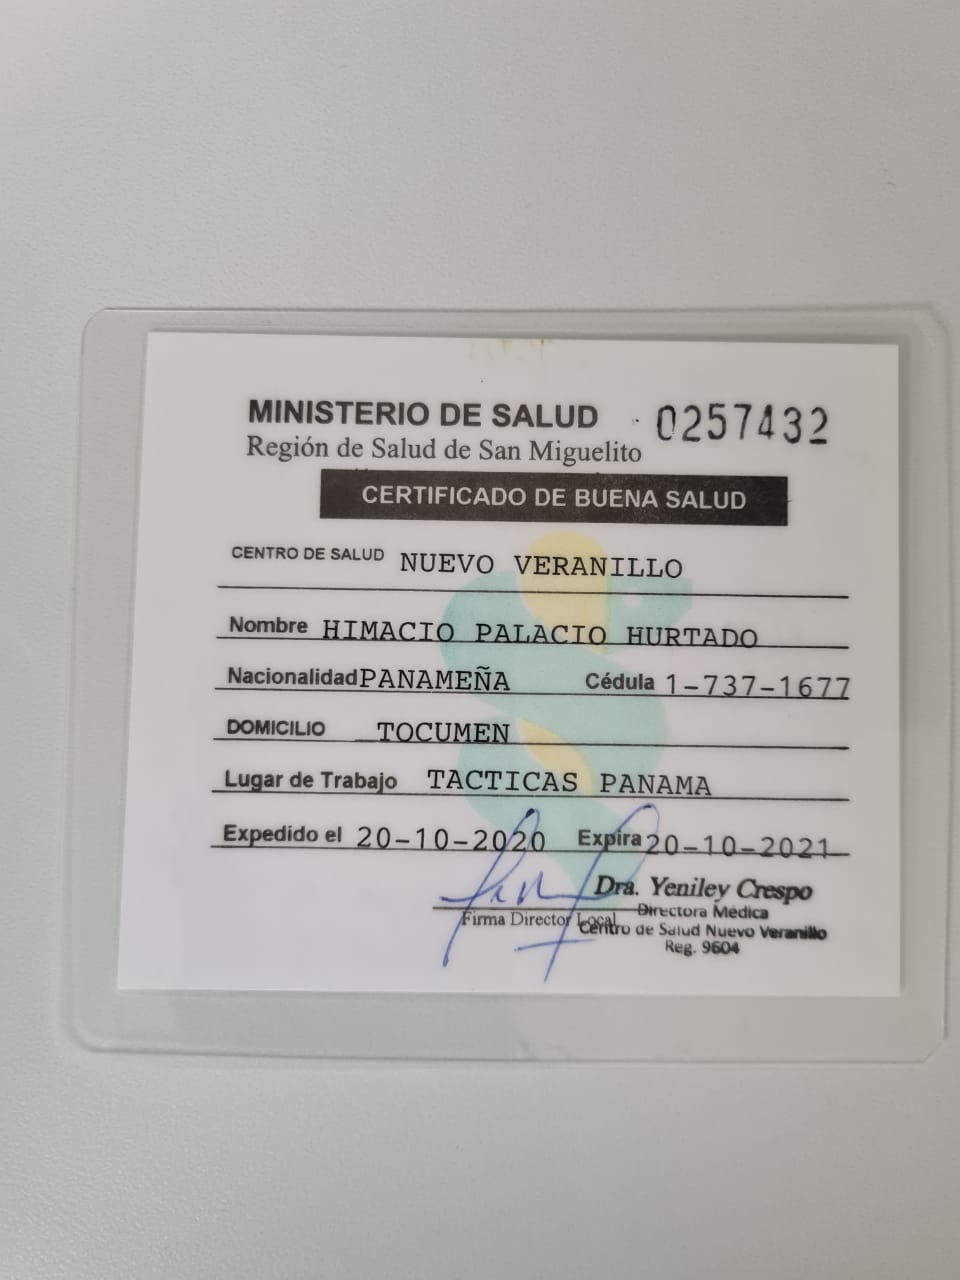 MINISTERIO DE SALUD 0257432
Región de Salud de San Miguelito
CERTIFICADO DE BUENA SALUD
CENTRO DE SALUD NUEVO VERANILLO
Nombre HIMACIO PALACIO HURTADO
Nacionalidad PANAMEÑA Cédula 1-737-1677
DOMICILIO TOCUMEN
Lugar de Trabajo TACTICAS PANAMA
Expedido el 20-10-2020 Expira 20-10-2021
Dra. Yeniley Crespo
Firma Director Local Directora Médica
Centro de Salud Nuevo Veranillo
Reg. 9604